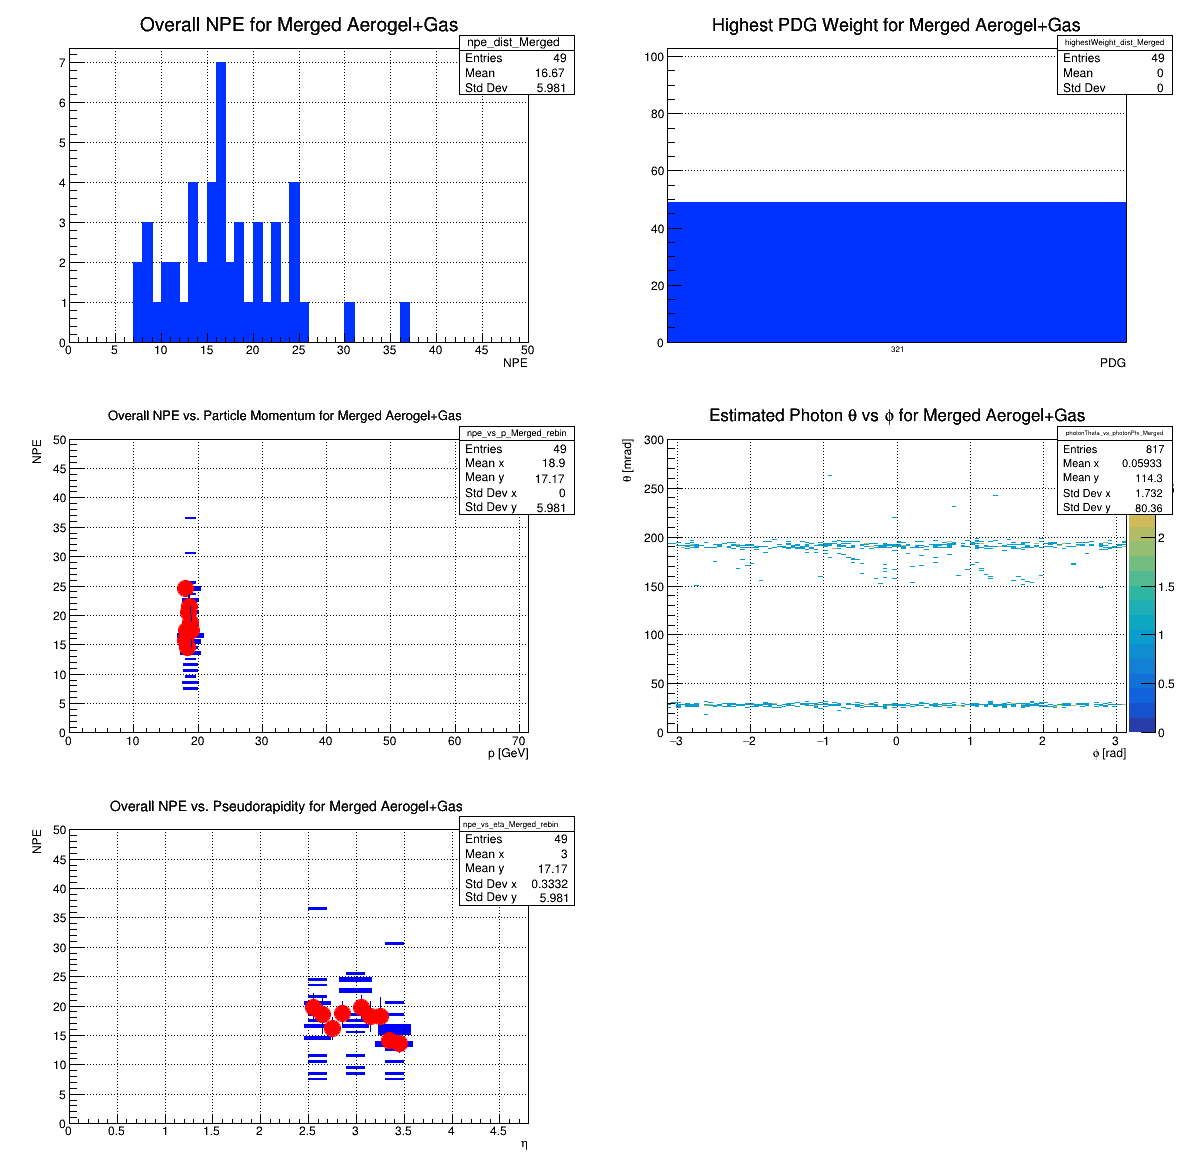 Overall NPE for Merged Aerogel+Gas
npe_dist_Merged
Entries 49
Mean 16.67
Std Dev 5.981
7
6
5
4
3
2
1
0
0 5 10 15 20 25 30 35 40 45 50
NPE
Highest PDG Weight for Merged Aerogel+Gas
highestWeight_dist_Merged
Entries 49
Mean 0
Std Dev 0
100
80
60
40
20
0
321
PDG
Overall NPE vs. Particle Momentum for Merged Aerogel+Gas
npe_vs_p_Merged_rebin
Entries 49
Mean x 18.9
Mean y 17.17
Std Dev x 0
Std Dev y 5.981
NPE
50
45
40
35
30
25
20
15
10
5
0
0 10 20 30 40 50 60 70
p [GeV]
Estimated Photon θ vs ϕ for Merged Aerogel+Gas
photonTheta_vs_photonPhi_Merged
Entries 817
Mean x 0.05933
Mean y 114.3
Std Dev x 1.732
Std Dev y 80.36
θ [mrad]
300
250
200
150
100
50
0
−3 −2 −1 0 1 2 3
ϕ [rad]
2
1.5
1
0.5
0
Overall NPE vs. Pseudorapidity for Merged Aerogel+Gas
npe_vs_eta_Merged_rebin
Entries 49
Mean x 3
Mean y 17.17
Std Dev x 0.3332
Std Dev y 5.981
NPE
50
45
40
35
30
25
20
15
10
5
0
0 0.5 1 1.5 2 2.5 3 3.5 4 4.5
η